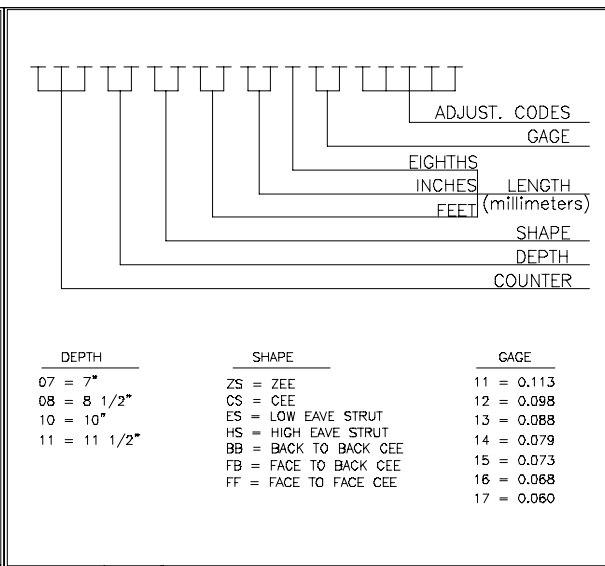 ADJUST. CODES
GAGE
EIGHTHS
INCHES LENGTH
FEET (millimeters)
SHAPE
DEPTH
COUNTER
DEPTH
07 = 7"
08 = 8 1/2"
10 = 10"
11 = 11 1/2"
SHAPE
ZS = ZEE
CS = CEE
ES = LOW EAVE STRUT
HS = HIGH EAVE STRUT
BB = BACK TO BACK CEE
FB = FACE TO BACK CEE
FF = FACE TO FACE CEE
GAGE
11 = 0.113
12 = 0.098
13 = 0.088
14 = 0.079
15 = 0.073
16 = 0.068
17 = 0.060